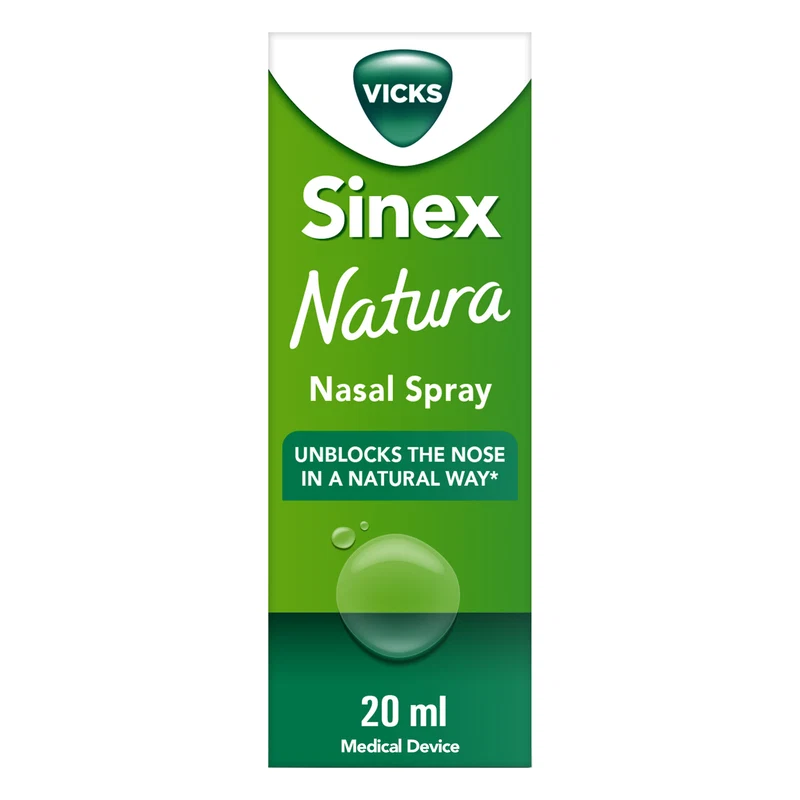 VICKS
Sinex
Natura
Nasal Spray
UNBLOCKS THE NOSE
IN A NATURAL WAY*
20 ml
Medical Device